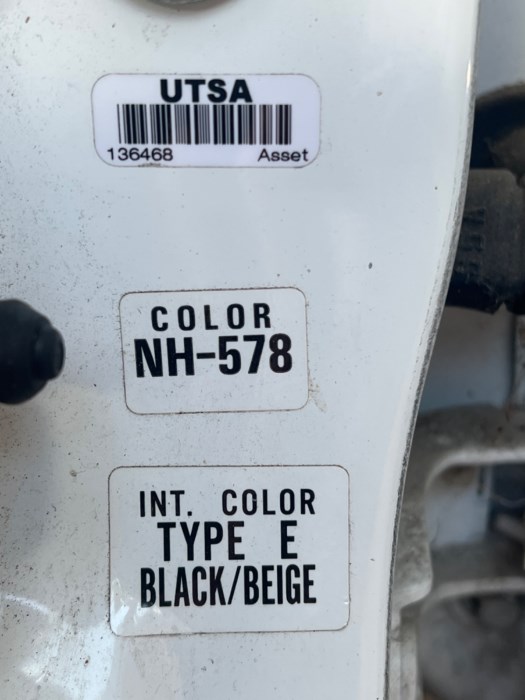 UTSA
136468 Asset
COLOR
NH-578
INT. COLOR
TYPE E
BLACK/BEIGE